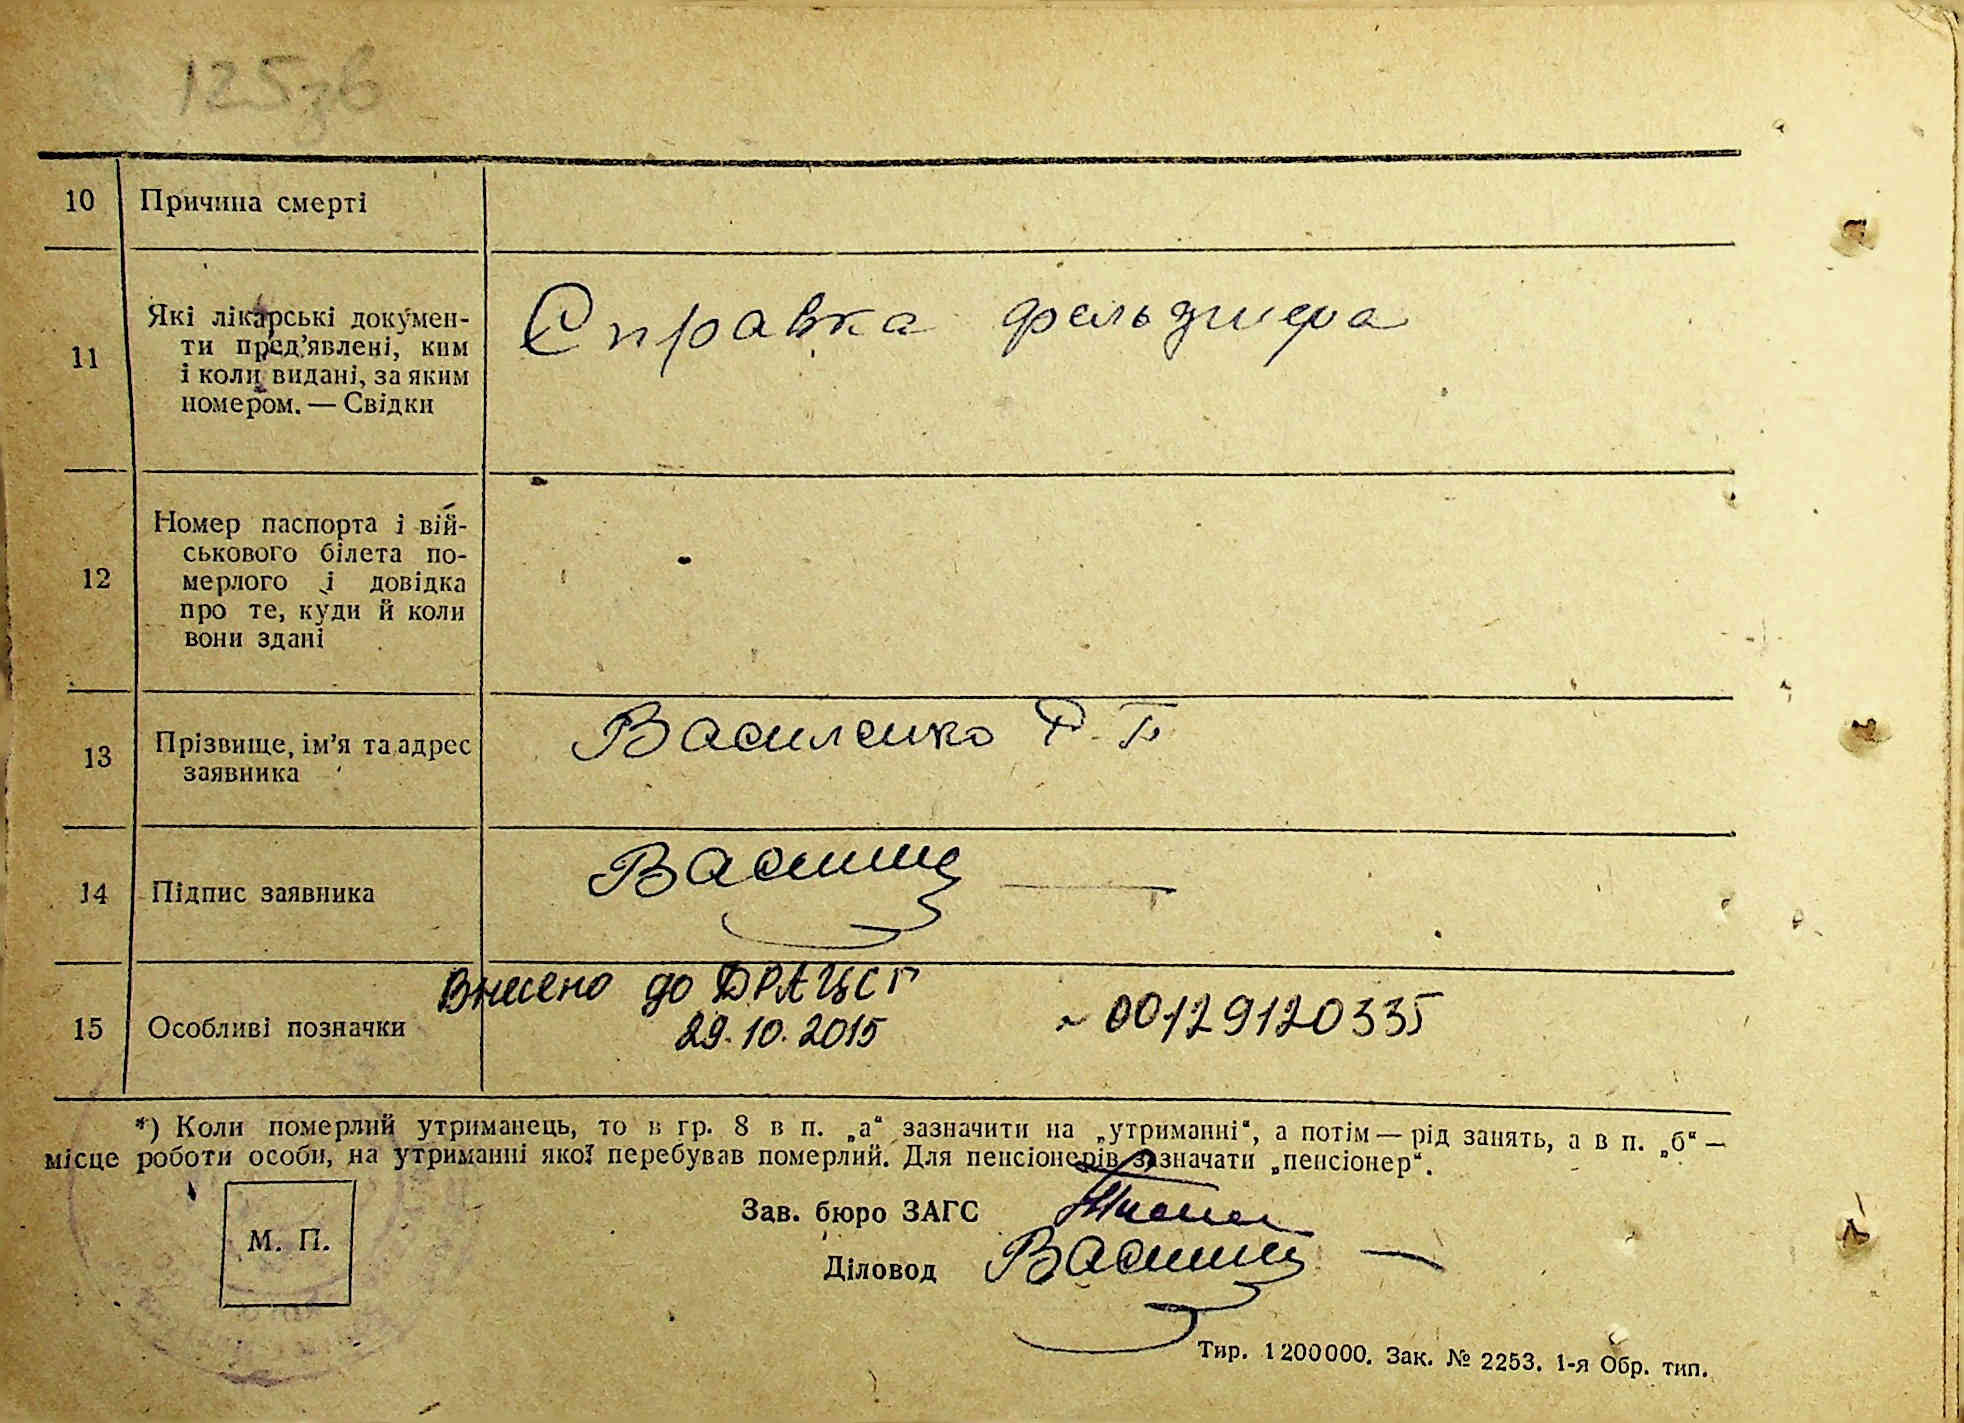 125зв
10 Причина смерті
11 Які лікарські докумен-
ти пред’явлені, ким
і коли видані, за яким
номером. — Свідки
Справка фельдшера
12 Номер паспорта і вій-
ськового білета по-
мерлого і довідка
про те, куди й коли
вони здані
13 Прізвище, ім’я та адрес
заявника
Василенко
14 Підпис заявника
15 Особливі позначки
Внесено до ДРАЦСГ
29.10.2015
~ 00129120335
*) Коли померлий утриманець, то в гр. 8 в п. „а“ зазначити на „утриманні“, а потім — рід занять, а в п. „б“ —
місце роботи особи, на утриманні якої перебував померлий. Для пенсіонерів зазначати „пенсіонер“.
М. П.
Зав. бюро ЗАГС
Діловод
Тир. 1200000. Зак. № 2253. 1-я Обр. тип.